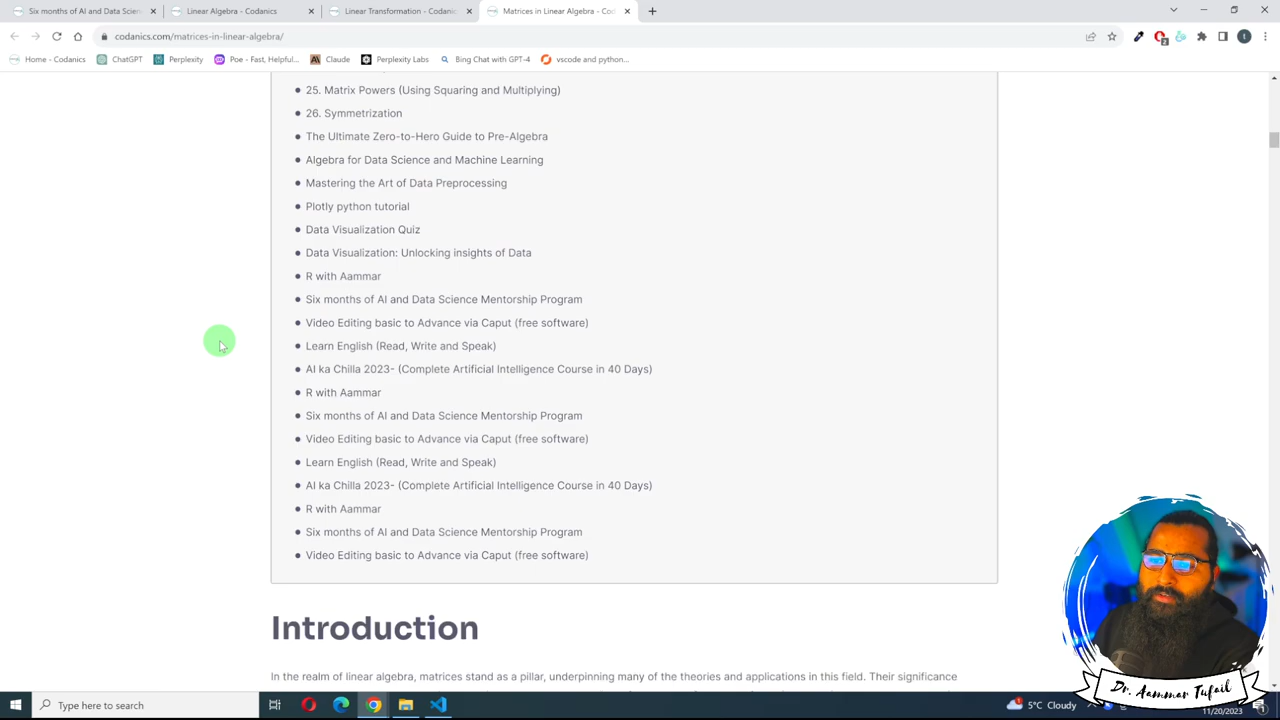 Six months of AI and Data Scien
Linear Algebra - Codanics
Linear Transformation - Codanic
Matrices in Linear Algebra - Cod
codanics.com/matrices-in-linear-algebra/
2
t
Home - Codanics
ChatGPT
Perplexity
Poe - Fast, Helpful...
Claude
Perplexity Labs
Bing Chat with GPT-4
vscode and python...
25. Matrix Powers (Using Squaring and Multiplying)
26. Symmetrization
The Ultimate Zero-to-Hero Guide to Pre-Algebra
Algebra for Data Science and Machine Learning
Mastering the Art of Data Preprocessing
Plotly python tutorial
Data Visualization Quiz
Data Visualization: Unlocking insights of Data
R with Aammar
Six months of AI and Data Science Mentorship Program
Video Editing basic to Advance via Caput (free software)
Learn English (Read, Write and Speak)
AI ka Chilla 2023- (Complete Artificial Intelligence Course in 40 Days)
R with Aammar
Six months of AI and Data Science Mentorship Program
Video Editing basic to Advance via Caput (free software)
Learn English (Read, Write and Speak)
AI ka Chilla 2023- (Complete Artificial Intelligence Course in 40 Days)
R with Aammar
Six months of AI and Data Science Mentorship Program
Video Editing basic to Advance via Caput (free software)
Introduction
In the realm of linear algebra, matrices stand as a pillar, underpinning many of the theories and applications in this field. Their significance
Dr. Aammar Tufail
Type here to search
5°C Cloudy
11/20/2023